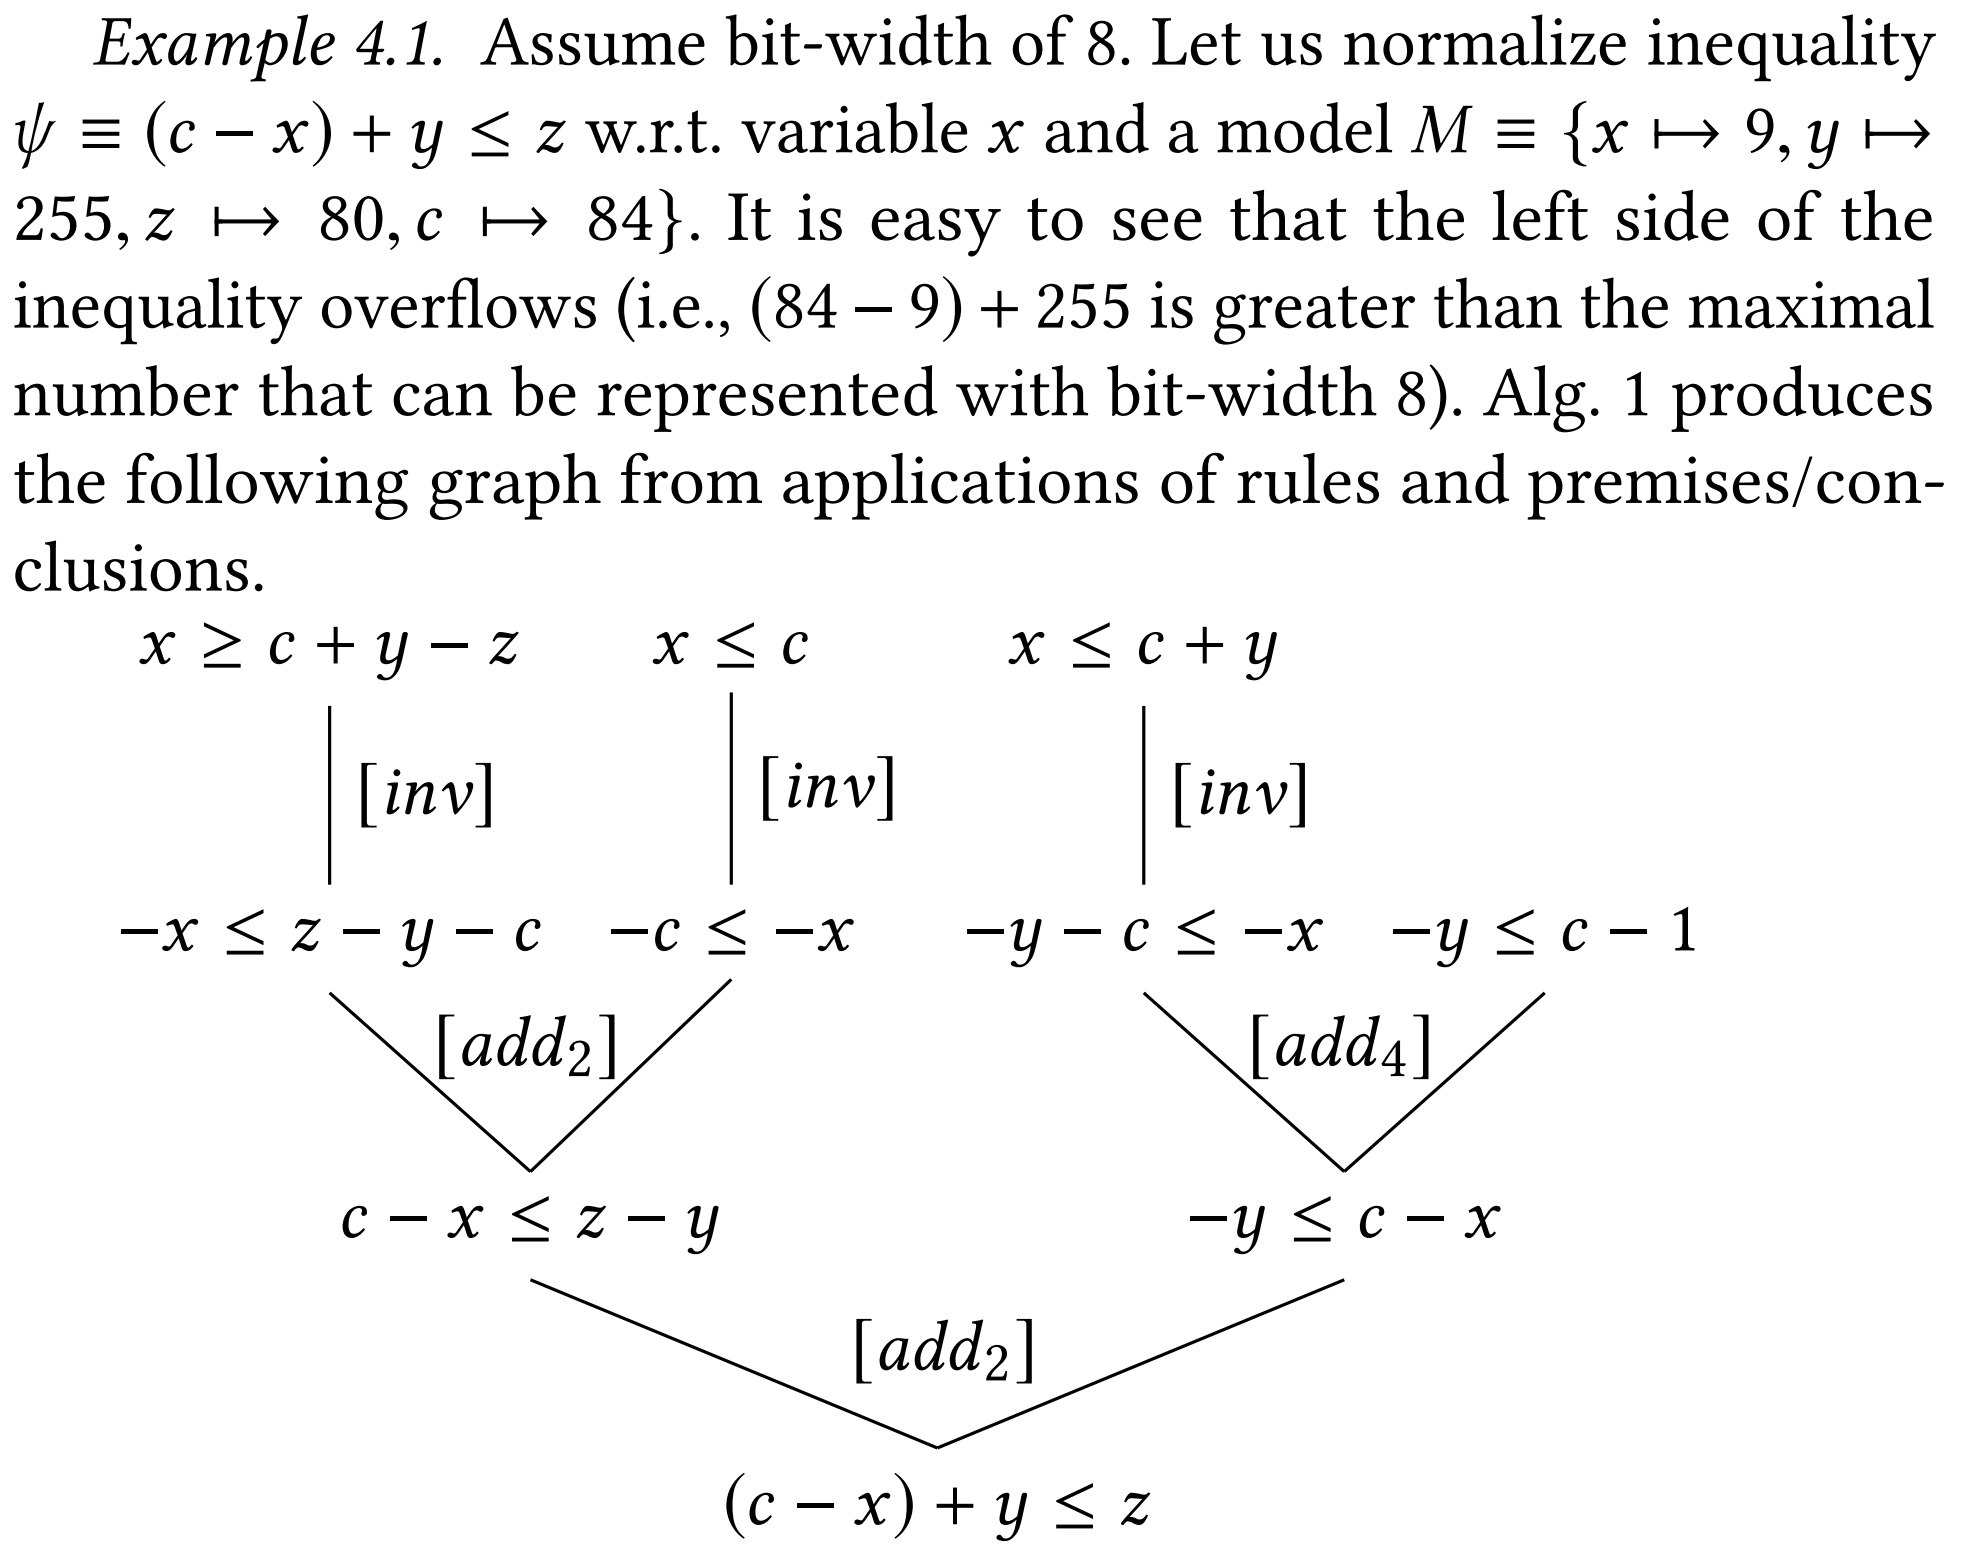 Example 4.1. Assume bit-width of 8. Let us normalize inequality
ψ ≡ (c − x) + y ≤ z w.r.t. variable x and a model M ≡ {x ↦ 9, y ↦
255, z ↦ 80, c ↦ 84}. It is easy to see that the left side of the
inequality overflows (i.e., (84 − 9) + 255 is greater than the maximal
number that can be represented with bit-width 8). Alg. 1 produces
the following graph from applications of rules and premises/con-
clusions.
x ≥ c + y − z x ≤ c x ≤ c + y
[inv] [inv] [inv]
−x ≤ z − y − c −c ≤ −x −y − c ≤ −x −y ≤ c − 1
[add₂] [add₄]
c − x ≤ z − y −y ≤ c − x
[add₂]
(c − x) + y ≤ z